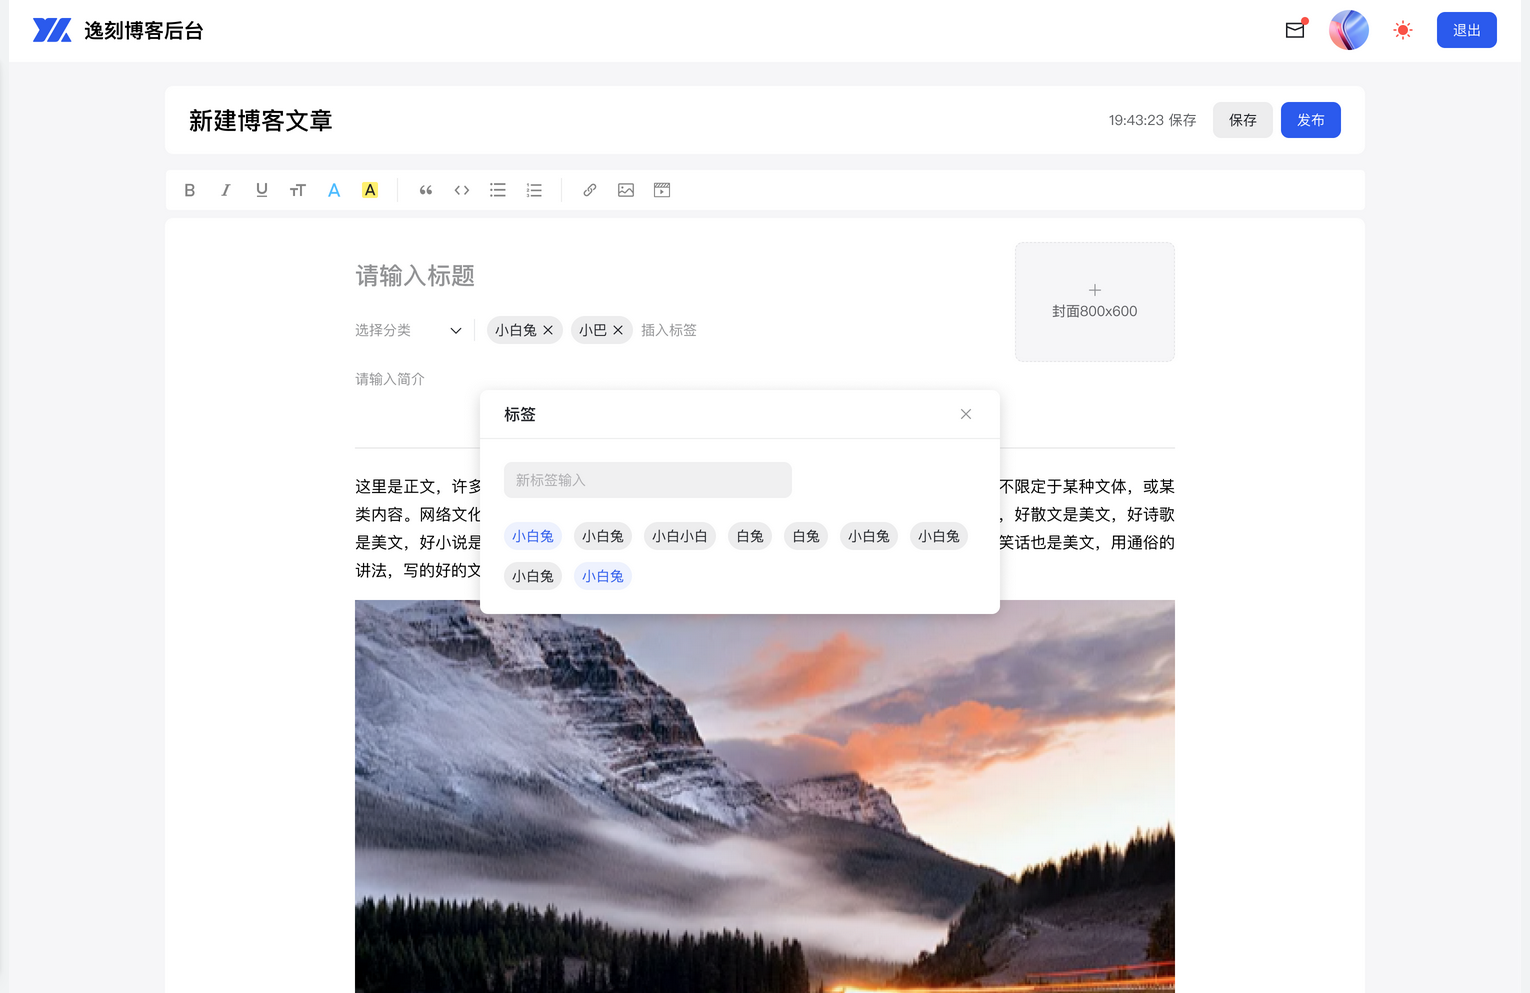 逸刻博客后台
退出
新建博客文章
19:43:23 保存
保存
发布
B I U TT A A
请输入标题
封面800x600
选择分类
小白兔
小巴
插入标签
请输入简介
标签
新标签输入
小白兔 小白兔 小白小白 白兔 白兔 小白兔 小白兔
小白兔 小白兔
这里是正文，许多 不限定于某种文体，或某
类内容。网络文化 ，好散文是美文，好诗歌
是美文，好小说是 笑话也是美文，用通俗的
讲法，写的好的文